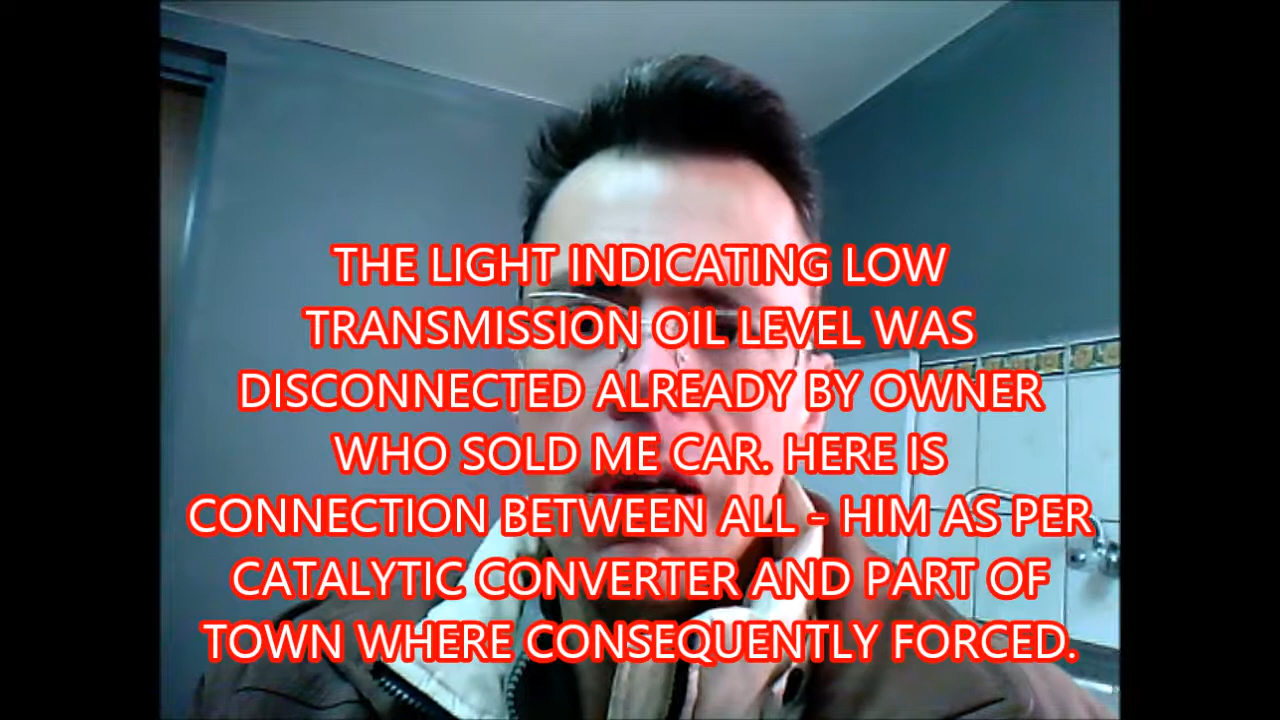 THE LIGHT INDICATING LOW
TRANSMISSION OIL LEVEL WAS
DISCONNECTED ALREADY BY OWNER
WHO SOLD ME CAR. HERE IS
CONNECTION BETWEEN ALL - HIM AS PER
CATALYTIC CONVERTER AND PART OF
TOWN WHERE CONSEQUENTLY FORCED.